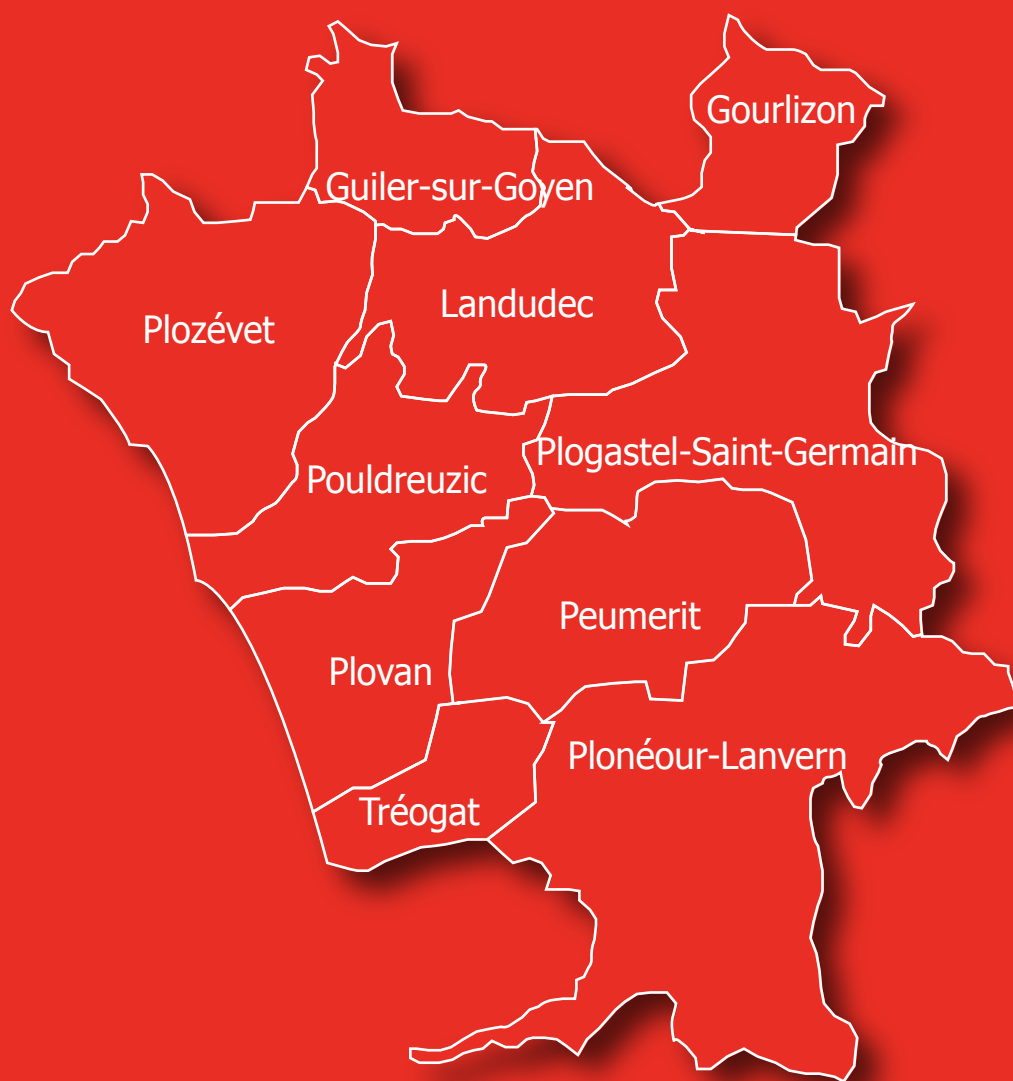 Gourlizon
Guiler-sur-Goyen
Landudec
Plozévet
Plogastel-Saint-Germain
Pouldreuzic
Peumerit
Plovan
Plonéour-Lanvern
Tréogat